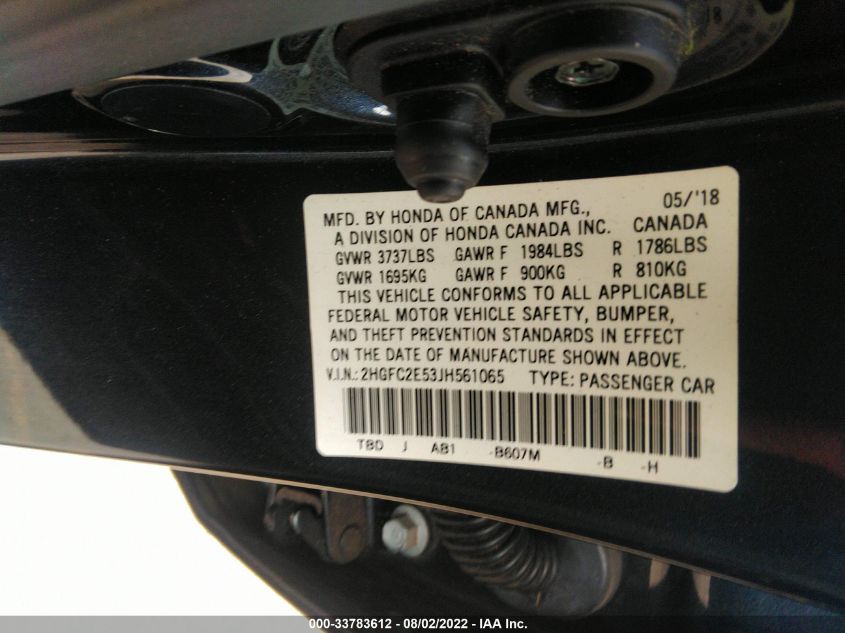 05/'18
MFD. BY HONDA OF CANADA MFG.,
A DIVISION OF HONDA CANADA INC. CANADA
GVWR 3737LBS GAWR F 1984LBS R 1786LBS
GVWR 1695KG GAWR F 900KG R 810KG
THIS VEHICLE CONFORMS TO ALL APPLICABLE
FEDERAL MOTOR VEHICLE SAFETY, BUMPER,
AND THEFT PREVENTION STANDARDS IN EFFECT
ON THE DATE OF MANUFACTURE SHOWN ABOVE.
V.I.N.:2HGFC2E53JH561065 TYPE: PASSENGER CAR
TBD J AB1 -B607M -B -H
000-33783612 - 08/02/2022 - IAA Inc.